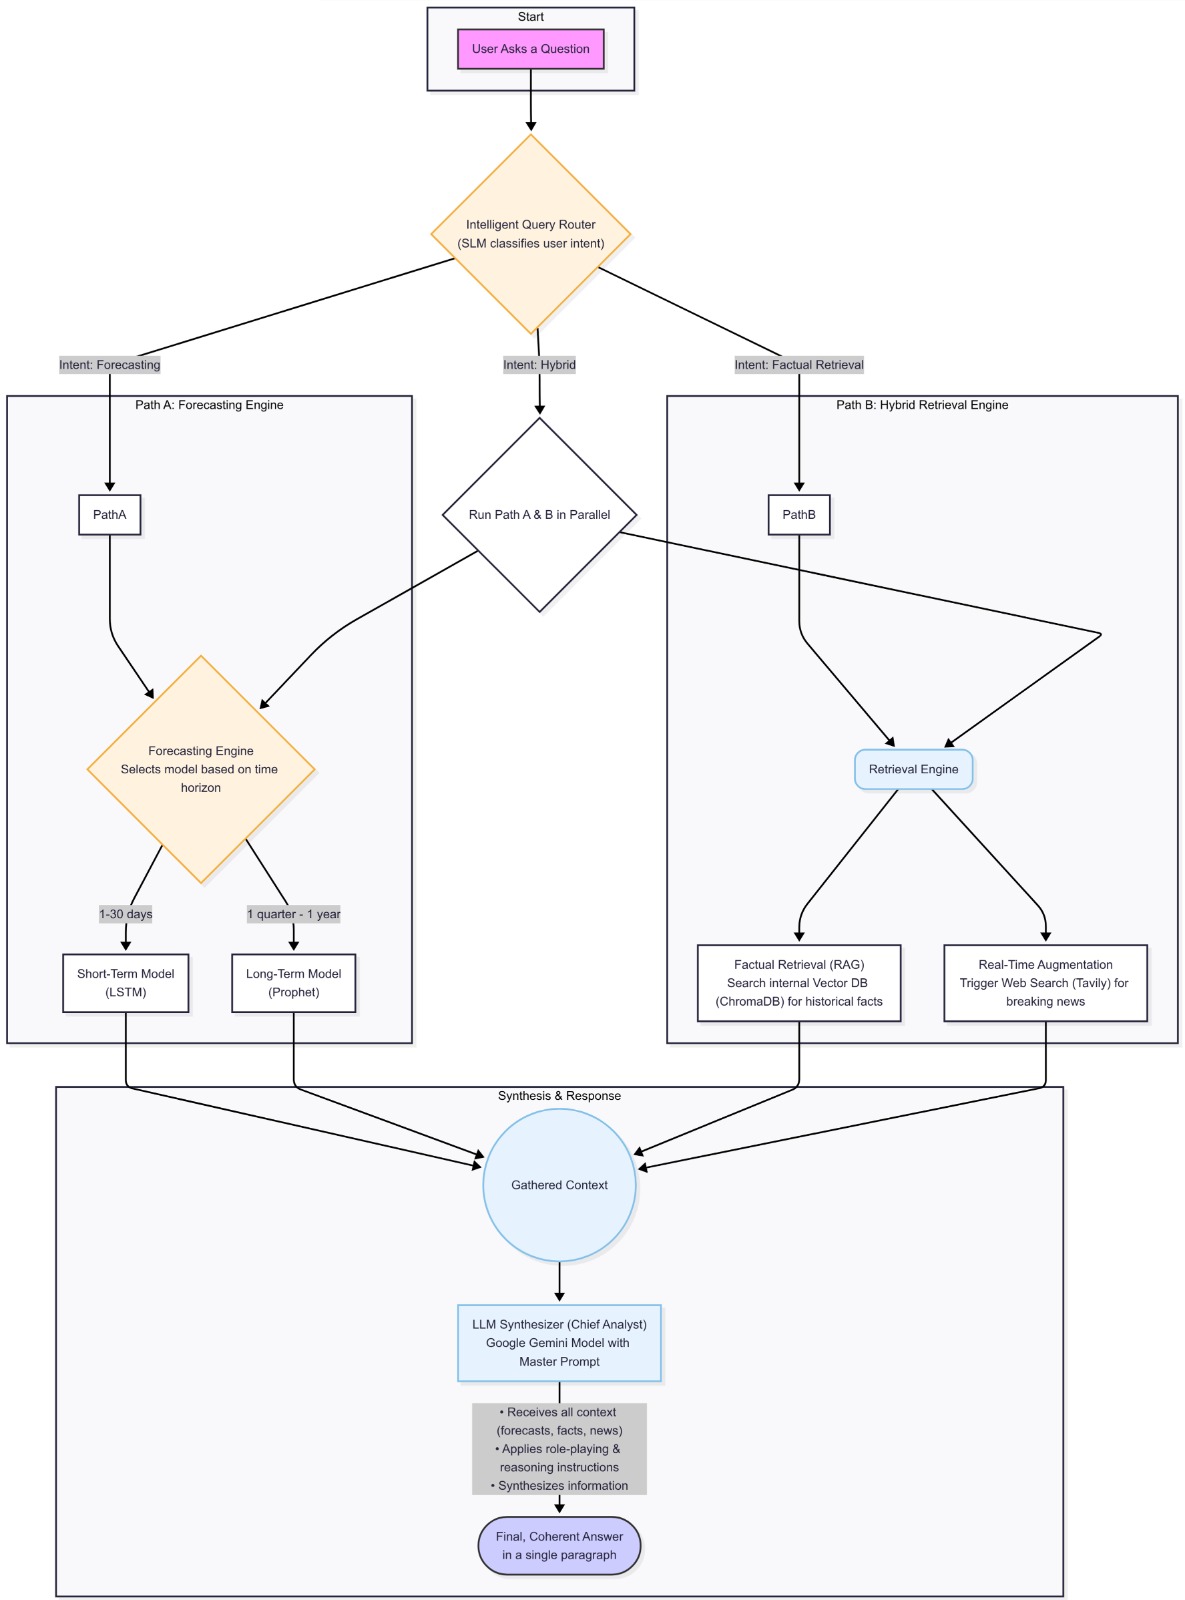 Start
User Asks a Question
Intelligent Query Router
(SLM classifies user intent)
Intent: Forecasting
Intent: Hybrid
Intent: Factual Retrieval
Path A: Forecasting Engine
Path B: Hybrid Retrieval Engine
PathA
Run Path A & B in Parallel
PathB
Forecasting Engine
Selects model based on time
horizon
Retrieval Engine
1-30 days
1 quarter - 1 year
Short-Term Model
(LSTM)
Long-Term Model
(Prophet)
Factual Retrieval (RAG)
Search internal Vector DB
(ChromaDB) for historical facts
Real-Time Augmentation
Trigger Web Search (Tavily) for
breaking news
Synthesis & Response
Gathered Context
LLM Synthesizer (Chief Analyst)
Google Gemini Model with
Master Prompt
• Receives all context
(forecasts, facts, news)
• Applies role-playing &
reasoning instructions
• Synthesizes information
Final, Coherent Answer
in a single paragraph